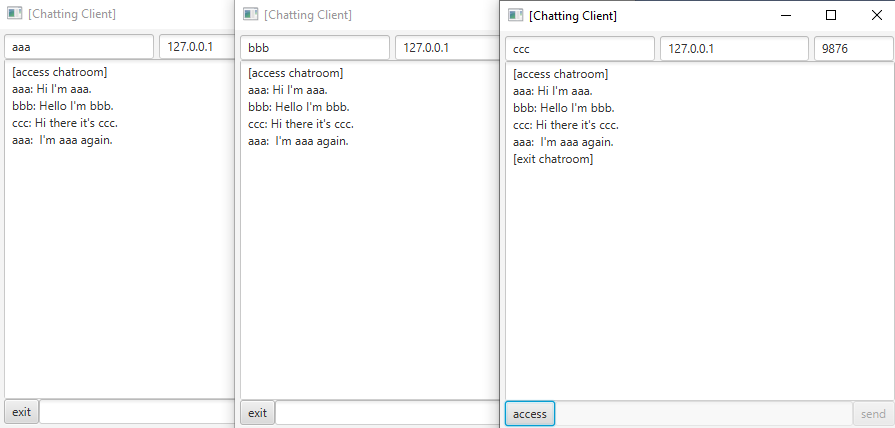 [Chatting Client]
aaa
127.0.0.1
[access chatroom]
aaa: Hi I'm aaa.
bbb: Hello I'm bbb.
ccc: Hi there it's ccc.
aaa:  I'm aaa again.
exit
[Chatting Client]
bbb
127.0.0.1
[access chatroom]
aaa: Hi I'm aaa.
bbb: Hello I'm bbb.
ccc: Hi there it's ccc.
aaa:  I'm aaa again.
exit
[Chatting Client]
ccc
127.0.0.1
9876
[access chatroom]
aaa: Hi I'm aaa.
bbb: Hello I'm bbb.
ccc: Hi there it's ccc.
aaa:  I'm aaa again.
[exit chatroom]
access
send